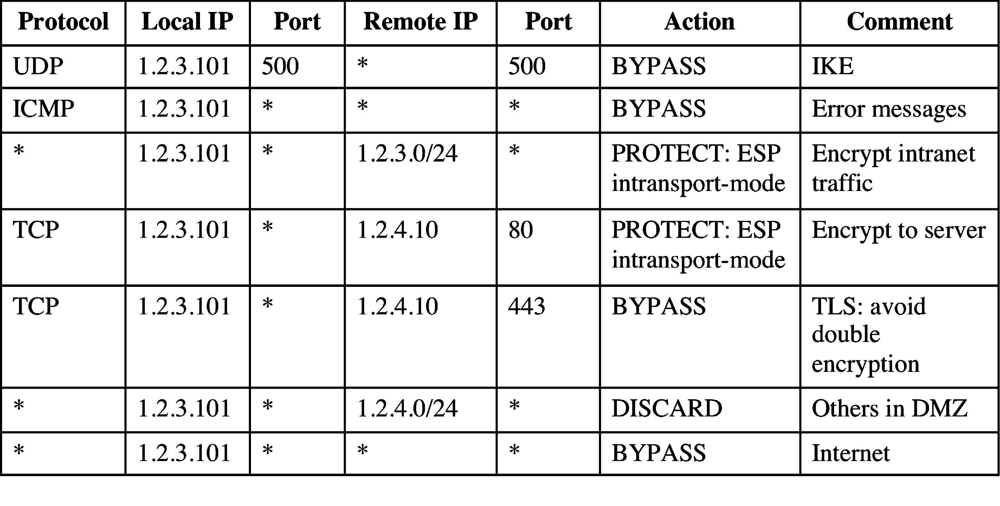 Protocol Local IP Port Remote IP Port Action Comment
UDP 1.2.3.101 500 * 500 BYPASS IKE
ICMP 1.2.3.101 * * * BYPASS Error messages
* 1.2.3.101 * 1.2.3.0/24 * PROTECT: ESP Encrypt intranet
intransport-mode traffic
TCP 1.2.3.101 * 1.2.4.10 80 PROTECT: ESP Encrypt to server
intransport-mode
TCP 1.2.3.101 * 1.2.4.10 443 BYPASS TLS: avoid
double
encryption
* 1.2.3.101 * 1.2.4.0/24 * DISCARD Others in DMZ
* 1.2.3.101 * * * BYPASS Internet